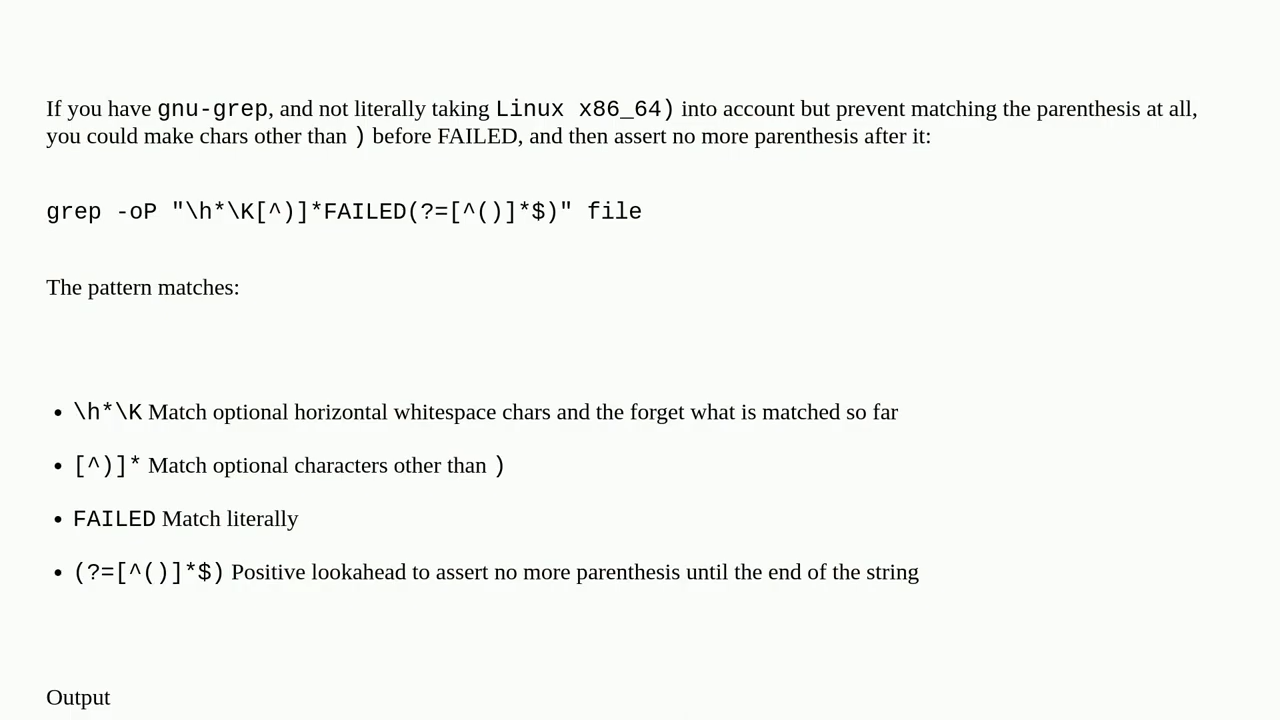 If you have gnu-grep, and not literally taking Linux x86_64) into account but prevent matching the parenthesis at all,
you could make chars other than ) before FAILED, and then assert no more parenthesis after it:
grep -oP "\h*\K[^)]*FAILED(?=[^()]*$)" file
The pattern matches:
• \h*\K Match optional horizontal whitespace chars and the forget what is matched so far
• [^)]* Match optional characters other than )
• FAILED Match literally
• (?=[^()]*$) Positive lookahead to assert no more parenthesis until the end of the string
Output